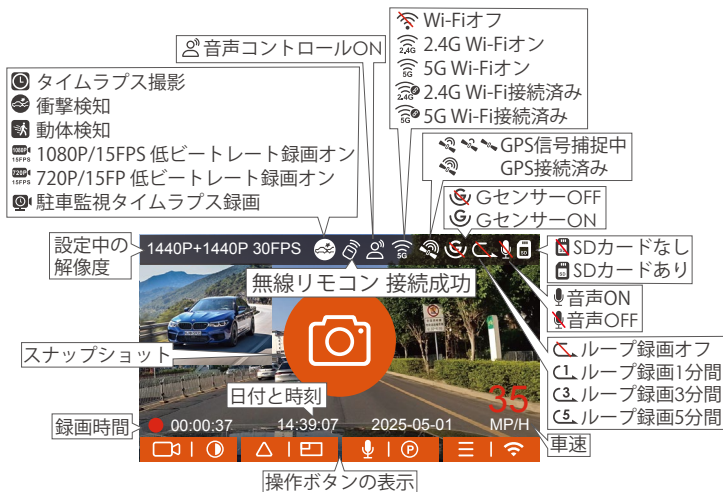 Wi-Fiオフ
2.4G Wi-Fiオン
5G Wi-Fiオン
2.4G Wi-Fi接続済み
5G Wi-Fi接続済み
音声コントロールON
タイムラプス撮影
衝撃検知
動体検知
1080P/15FPS 低ビートレート録画オン
720P/15FP 低ビートレート録画オン
駐車監視タイムラプス録画
GPS信号捕捉中
GPS接続済み
GセンサーOFF
GセンサーON
設定中の
解像度
1440P+1440P 30FPS
5G
SDカードなし
SDカードあり
無線リモコン 接続成功
音声ON
音声OFF
スナップショット
ループ録画オフ
ループ録画1分間
ループ録画3分間
ループ録画5分間
日付と時刻
35
録画時間
00:00:37 14:39:07 2025-05-01 MP/H
車速
P
操作ボタンの表示